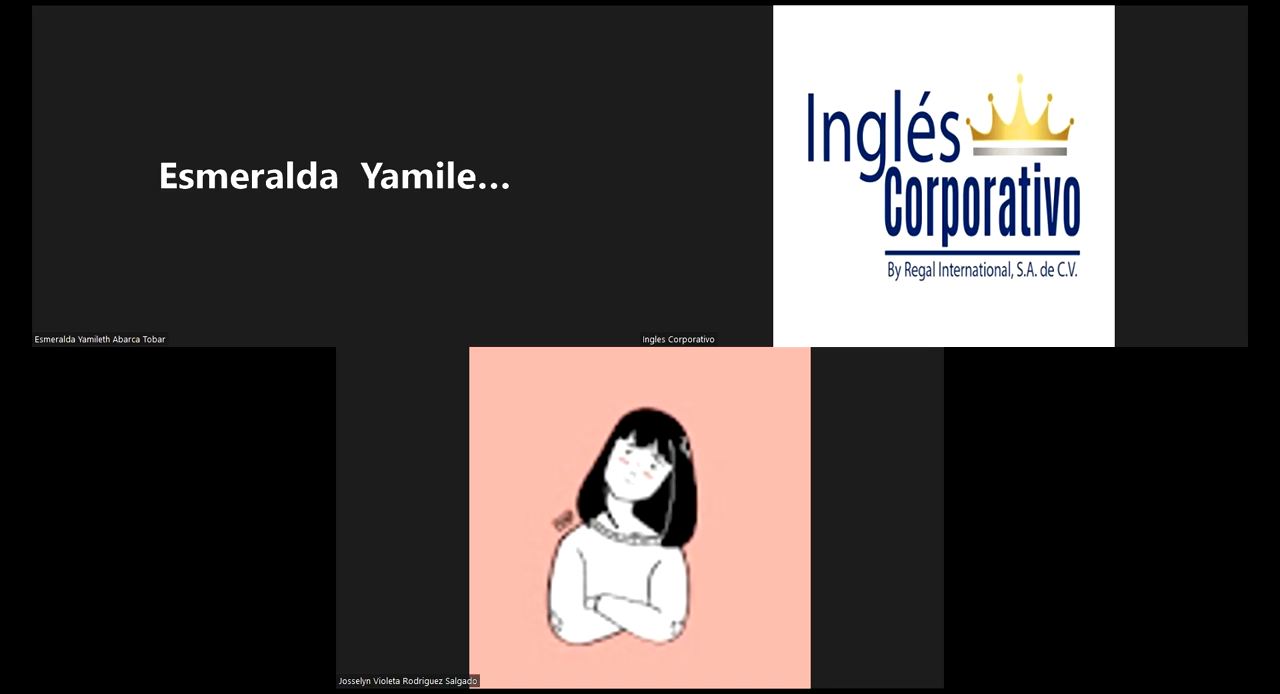 Esmeralda  Yamile...
Esmeralda Yamileth Abarca Tobar
Inglés
Corporativo
By Regal International, S.A. de C.V.
Ingles Corporativo
Josselyn Violeta Rodriguez Salgado